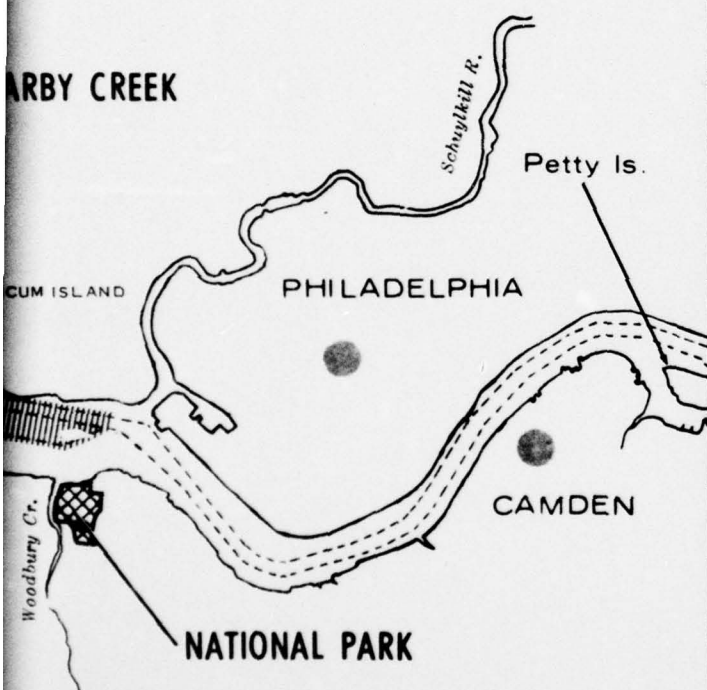 ARBY CREEK
Schuylkill R.
Petty Is.
CUM ISLAND
PHILADELPHIA
CAMDEN
Woodbury Cr.
NATIONAL PARK